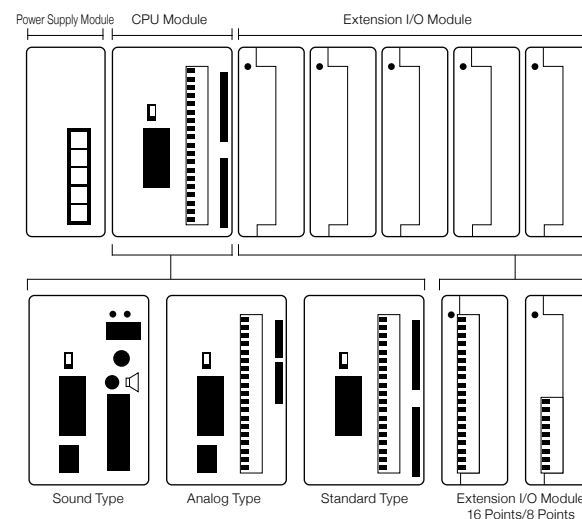 Power Supply Module
CPU Module
Extension I/O Module
Sound Type
Analog Type
Standard Type
Extension I/O Module
16 Points/8 Points